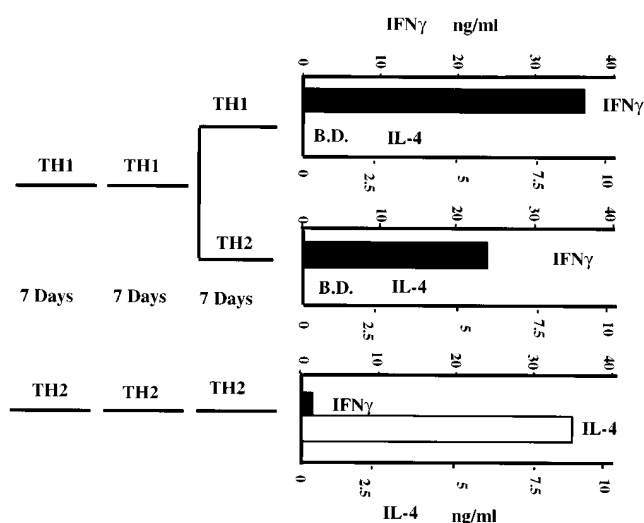 IFNγ ng/ml
0 10 20 30 40
TH1
IFNγ
B.D. IL-4
TH1 TH1
0 2.5 5 7.5 10
0 10 20 30 40
TH2
IFNγ
B.D. IL-4
7 Days 7 Days 7 Days
0 2.5 5 7.5 10
0 10 20 30 40
TH2 TH2 TH2
IFNγ
IL-4
0 2.5 5 7.5 10
IL-4 ng/ml